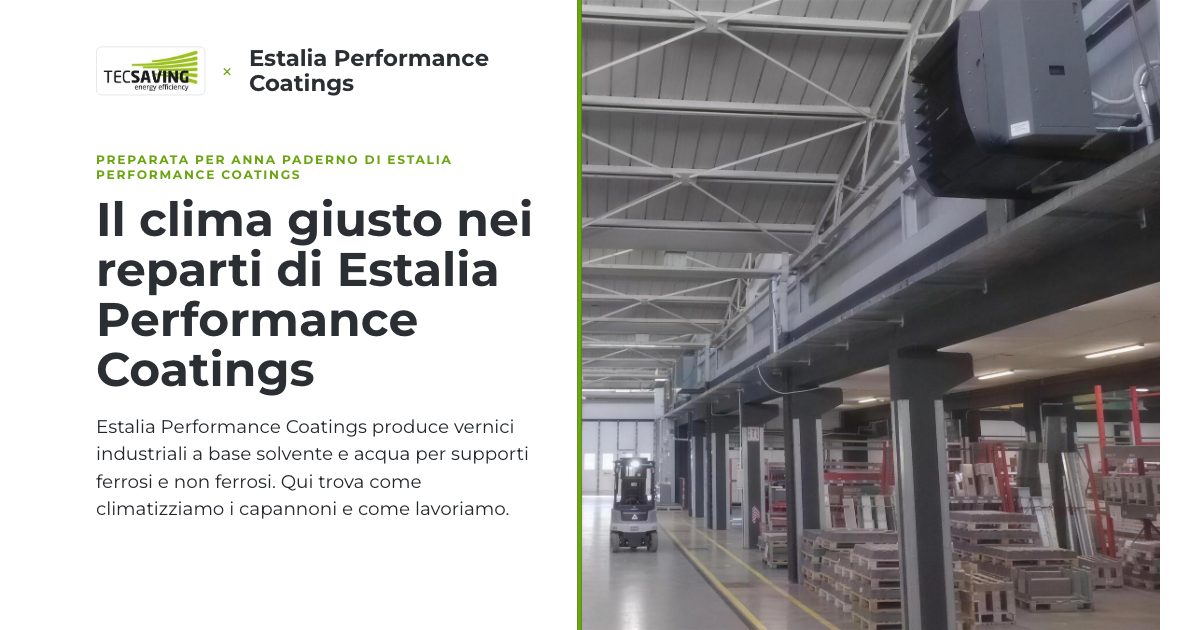 TECSAVING
energy efficiency
×
Estalia Performance
Coatings
PREPARATA PER ANNA PADERNO DI ESTALIA
PERFORMANCE COATINGS
Il clima giusto nei
reparti di Estalia
Performance
Coatings
Estalia Performance Coatings produce vernici
industriali a base solvente e acqua per supporti
ferrosi e non ferrosi. Qui trova come
climatizziamo i capannoni e come lavoriamo.